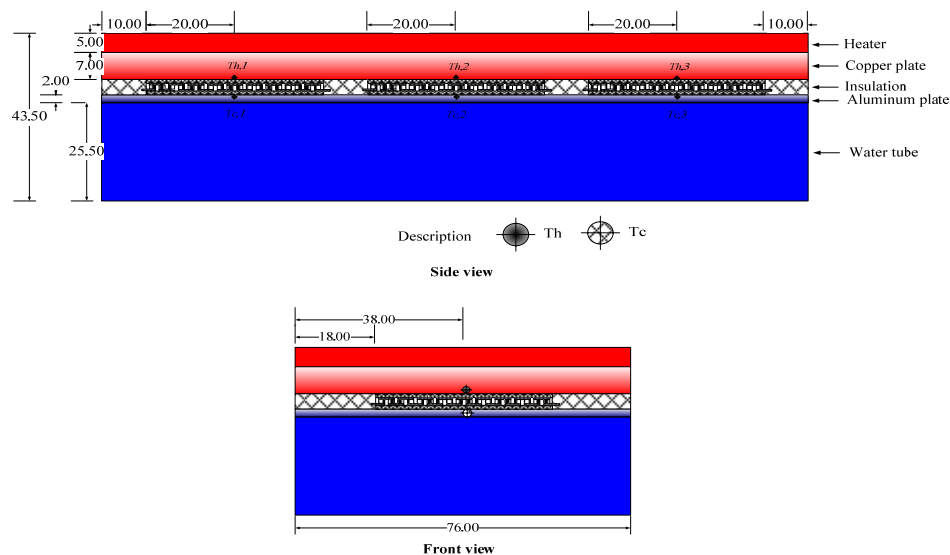 10.00 20.00 20.00 20.00 10.00
5.00
Heater
7.00
Th,1 Th,2 Th,3
Copper plate
2.00
Insulation
Aluminum plate
43.50
Tc,1 Tc,2 Tc,3
25.50
Water tube
Description Th Tc
Side view
38.00
18.00
76.00
Front view